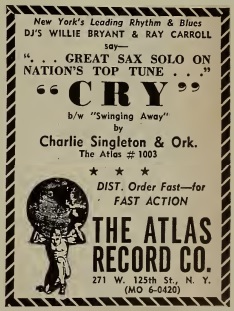 New York's Leading Rhythm & Blues
DJ'S WILLIE BRYANT & RAY CARROLL
say—
". . . GREAT SAX SOLO ON
NATION'S TOP TUNE . . ."
"CRY"
b/w "Swinging Away"
by
Charlie Singleton & Ork.
The Atlas # 1003
★ ★ ★
DIST. Order Fast—for
FAST ACTION
THE ATLAS
RECORD CO.
271 W. 125th St., N. Y.
(MO 6-0420)